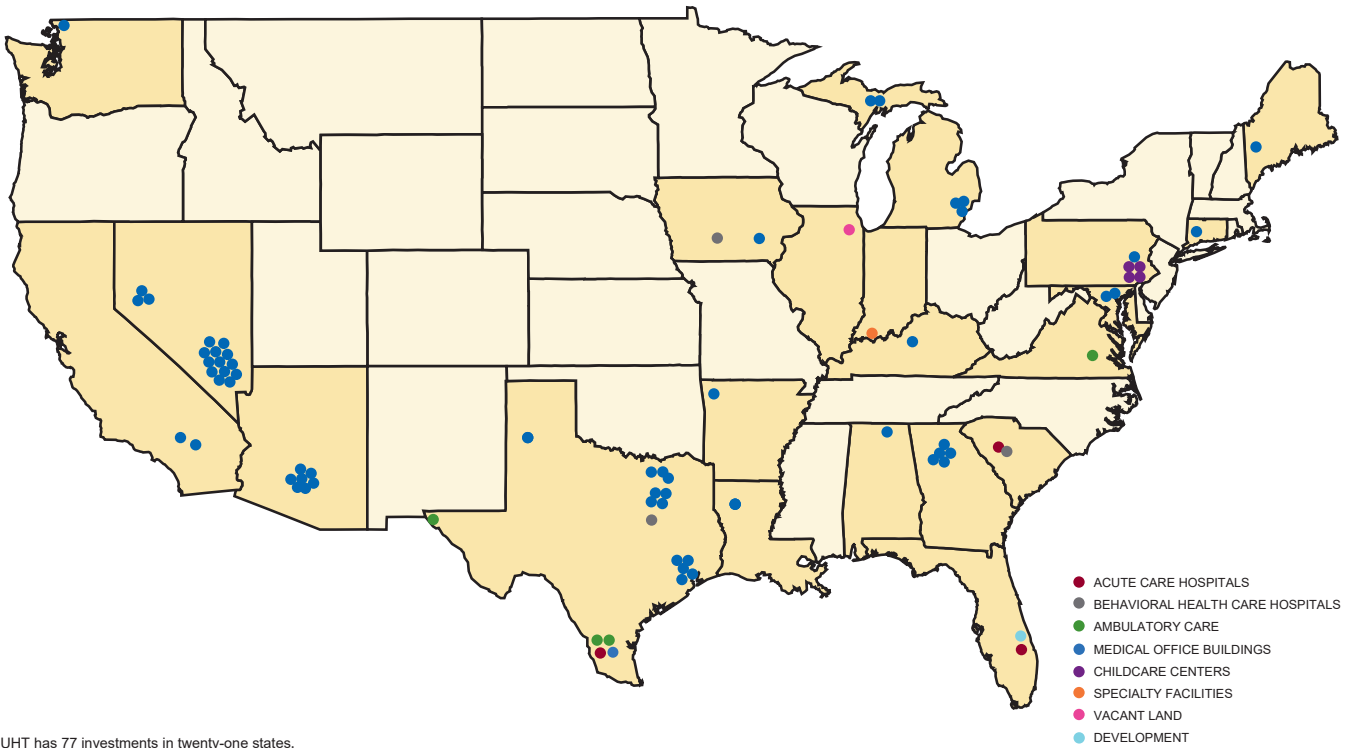 ACUTE CARE HOSPITALS
BEHAVIORAL HEALTH CARE HOSPITALS
AMBULATORY CARE
MEDICAL OFFICE BUILDINGS
CHILDCARE CENTERS
SPECIALTY FACILITIES
VACANT LAND
DEVELOPMENT
UHT has 77 investments in twenty-one states.